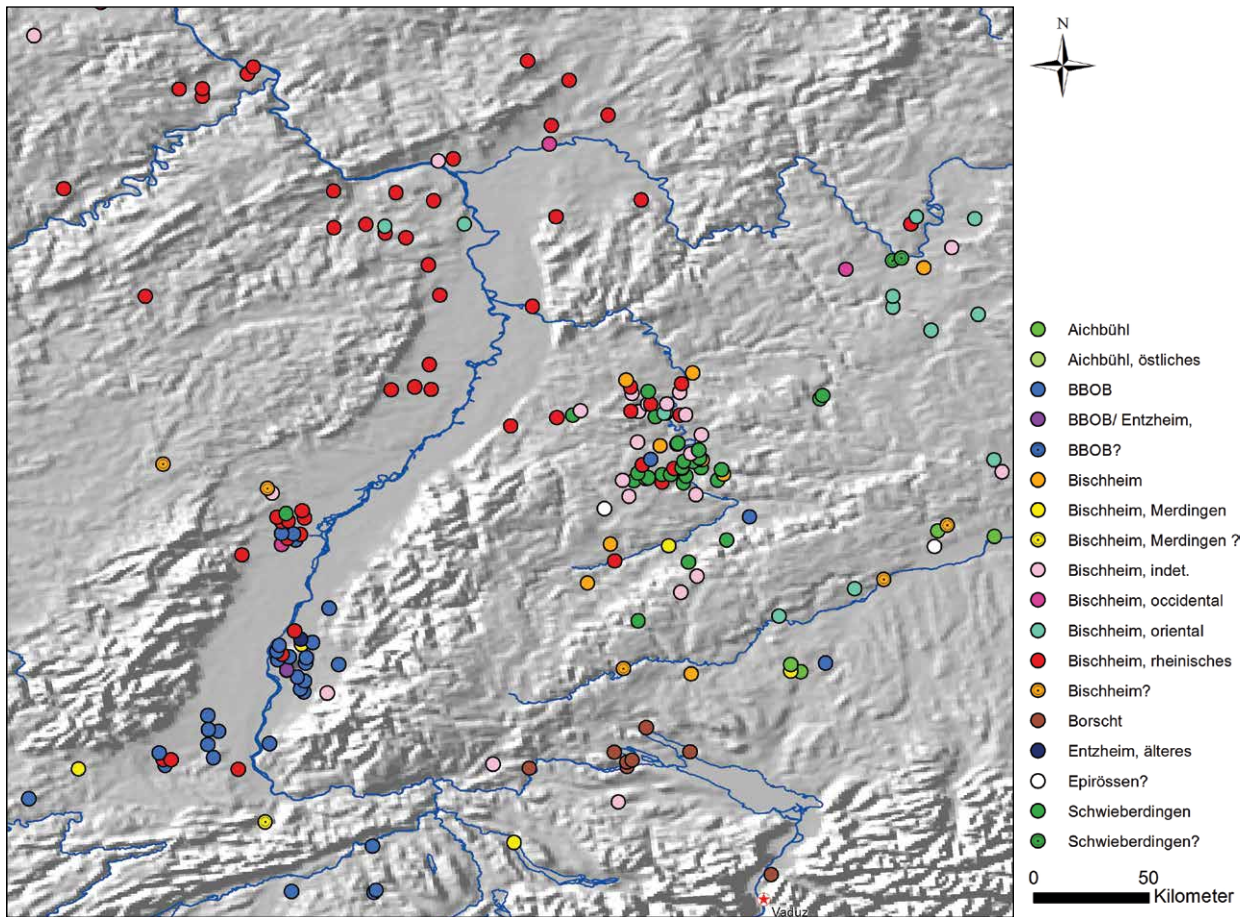 N
Aichbühl
Aichbühl, östliches
BBOB
BBOB/ Entzheim,
BBOB?
Bischheim
Bischheim, Merdingen
Bischheim, Merdingen ?
Bischheim, indet.
Bischheim, occidental
Bischheim, oriental
Bischheim, rheinisches
Bischheim?
Borscht
Entzheim, älteres
Epirössen?
Schwieberdingen
Schwieberdingen?
0 50
Kilometer
Vaduz